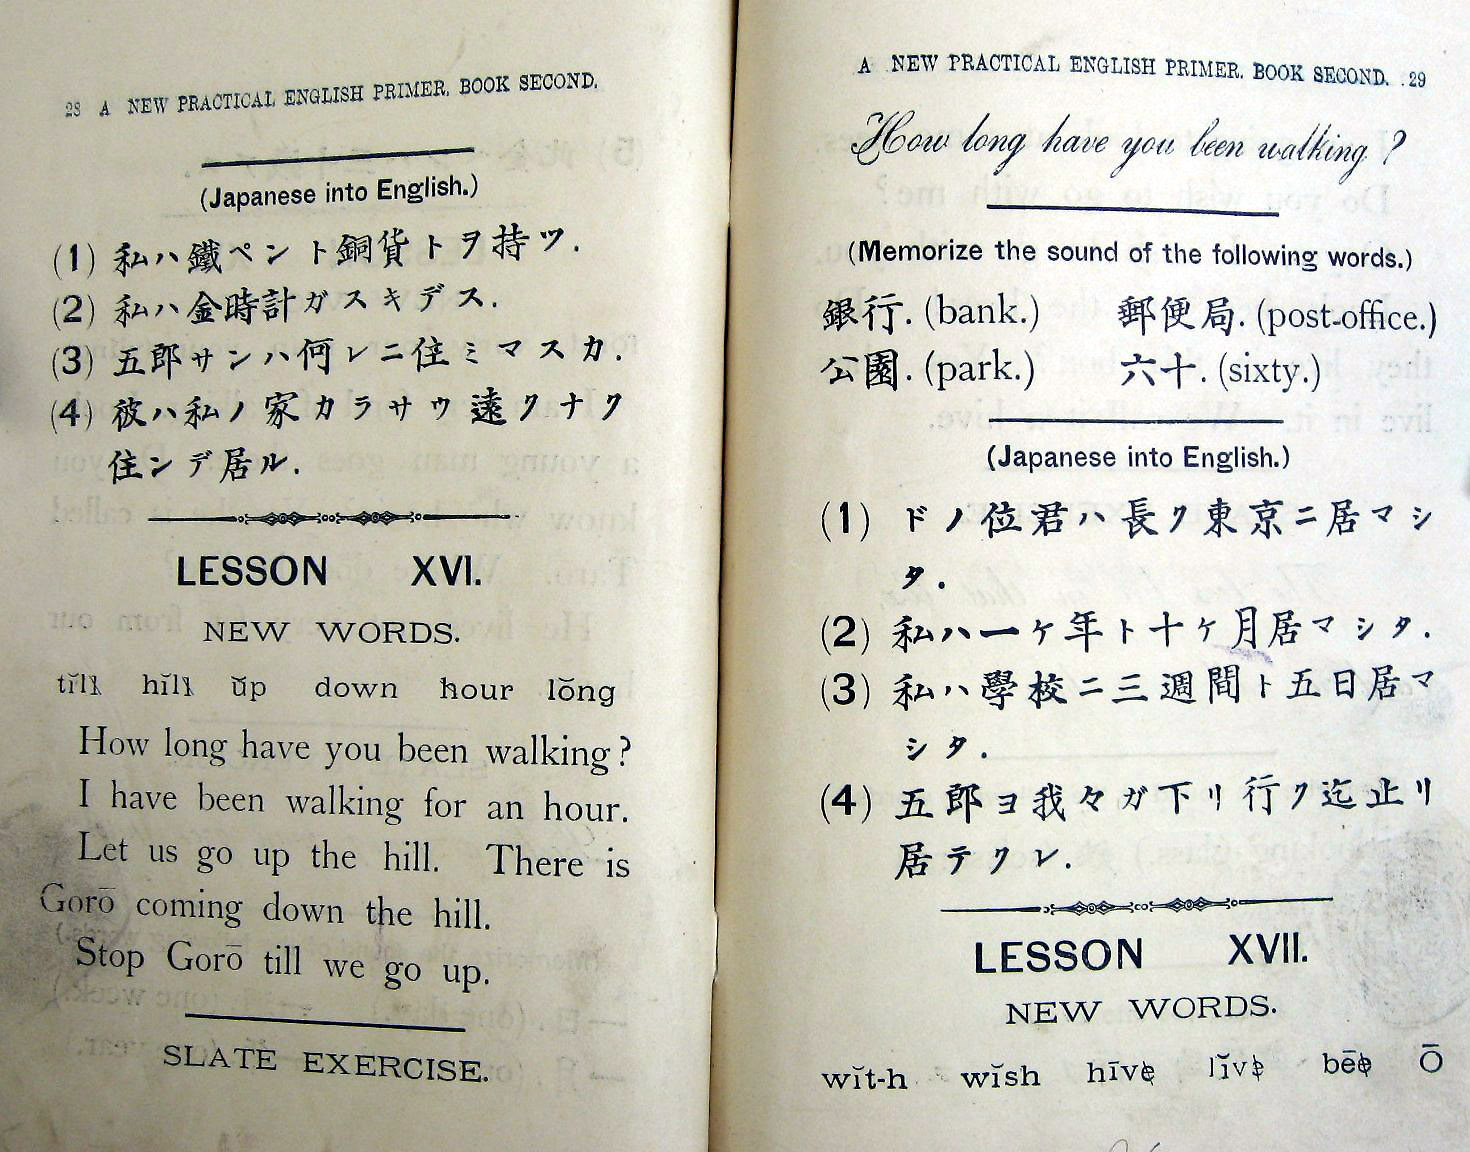 28 A NEW PRACTICAL ENGLISH PRIMER. BOOK SECOND.
(Japanese into English.)
(1) 私ハ鐵ペント銅貨トヲ持ツ.
(2) 私ハ金時計ガスキデス.
(3) 五郎サンハ何レニ住ミマスカ.
(4) 彼ハ私ノ家カラサウ遠クナク
住ンデ居ル.
LESSON XVI.
NEW WORDS.
tĭll hĭll ŭp down hour lŏng
How long have you been walking?
I have been walking for an hour.
Let us go up the hill. There is
Gorō coming down the hill.
Stop Gorō till we go up.
SLATE EXERCISE.
A NEW PRACTICAL ENGLISH PRIMER. BOOK SECOND. 29
How long have you been walking?
(Memorize the sound of the following words.)
銀行. (bank.) 郵便局. (post-office.)
公園. (park.) 六十. (sixty.)
(Japanese into English.)
(1) ドノ位君ハ長ク東京ニ居マシ
タ.
(2) 私ハ一ケ年ト十ケ月居マシタ.
(3) 私ハ學校ニ三週間ト五日居マ
シタ.
(4) 五郎ヨ我々ガ下リ行ク迄止リ
居テクレ.
LESSON XVII.
NEW WORDS.
wĭt-h wĭsh hīve lĭve bēe Ō